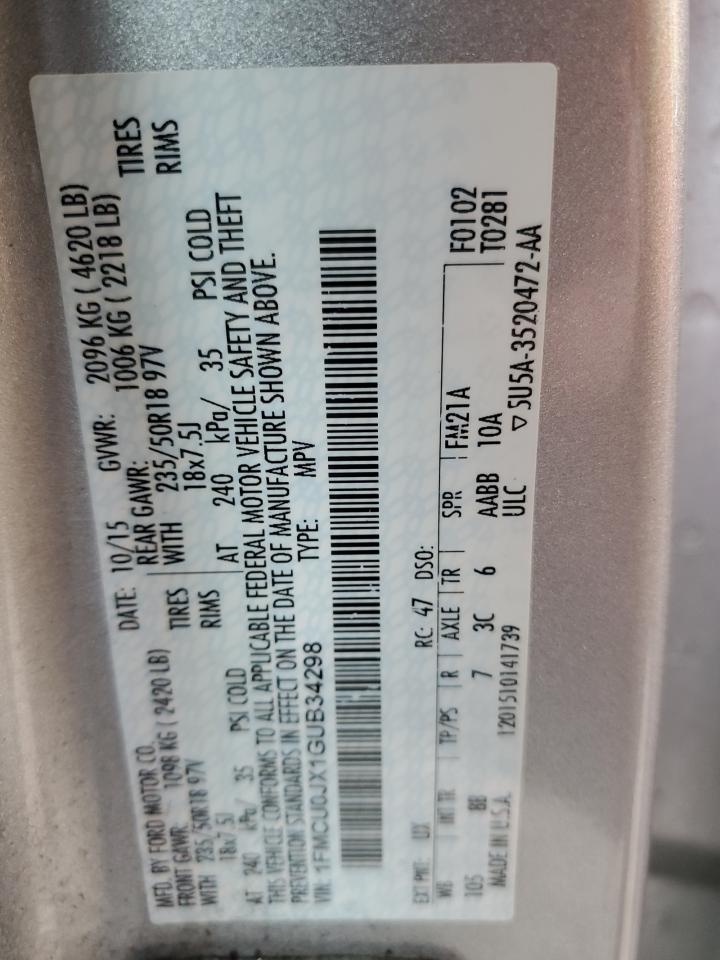 MFD. BY FORD MOTOR CO.
DATE: 10/15 GVWR: 2096 KG ( 4620 LB)
FRONT GAWR: 1098 KG ( 2420 LB) REAR GAWR: 1006 KG ( 2218 LB)
WITH 235/50R18 97V TIRES WITH 235/50R18 97V TIRES
18x7.5J RIMS 18x7.5J RIMS
AT 240 kPa/ 35 PSI COLD AT 240 kPa/ 35 PSI COLD
THIS VEHICLE CONFORMS TO ALL APPLICABLE FEDERAL MOTOR VEHICLE SAFETY AND THEFT
PREVENTION STANDARDS IN EFFECT ON THE DATE OF MANUFACTURE SHOWN ABOVE.
VIN: 1FMCU0JX1GUB34298 TYPE: MPV
EXT PNT: UX RC: 47 DSO:
WB INT TR TP/PS R AXLE TR SPR FM21A F0102
105 BB 7 3C 6 AABB 10A T0281
MADE IN U.S.A. 1201510141739 ULC ▽5U5A-3520472-AA